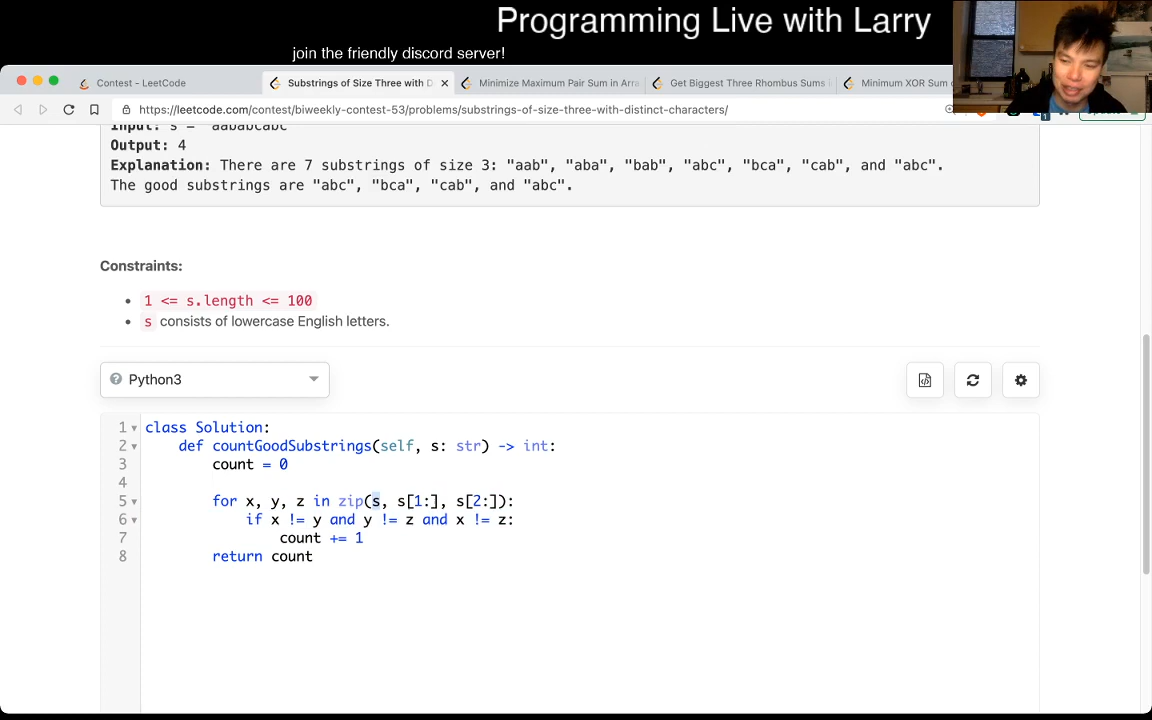 Programming Live with Larry
join the friendly discord server!
Contest - LeetCode
Substrings of Size Three with D
Minimize Maximum Pair Sum in Arra
Get Biggest Three Rhombus Sums i
Minimum XOR Sum
https://leetcode.com/contest/biweekly-contest-53/problems/substrings-of-size-three-with-distinct-characters/
Input: s = "aababcabc"
Output: 4
Explanation: There are 7 substrings of size 3: "aab", "aba", "bab", "abc", "bca", "cab", and "abc".
The good substrings are "abc", "bca", "cab", and "abc".
Constraints:
1 <= s.length <= 100
s consists of lowercase English letters.
Python3
1 class Solution:
2     def countGoodSubstrings(self, s: str) -> int:
3         count = 0
4
5         for x, y, z in zip(s, s[1:], s[2:]):
6             if x != y and y != z and x != z:
7                 count += 1
8         return count